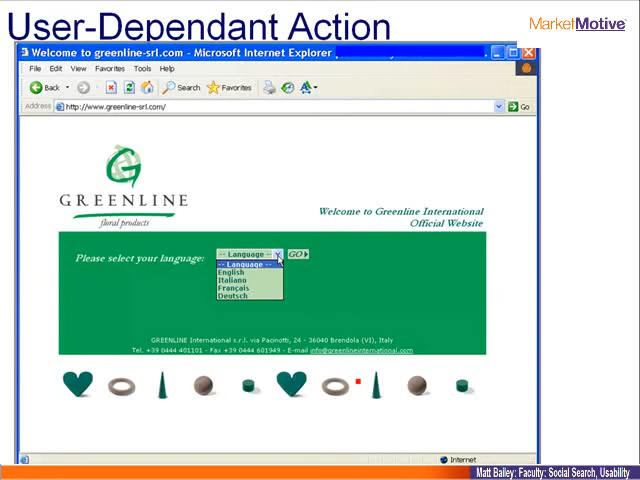 User-Dependant Action
MarketMotive
Welcome to greenline-srl.com - Microsoft Internet Explorer
File Edit View Favorites Tools Help
Back Search Favorites
Address http://www.greenline-srl.com/ Go
GREENLINE
floral products
Welcome to Greenline International
Official Website
Please select your language: -- Language -- GO
-- Language --
English
Italiano
Français
Deutsch
GREENLINE International s.r.l. via Pacinotti, 24 - 36040 Brendola (VI), Italy
Tel. +39 0444 401101 - Fax +39 0444 601949 - E-mail info@greenlineinternational.com
Internet
Matt Bailey: Faculty: Social Search, Usability